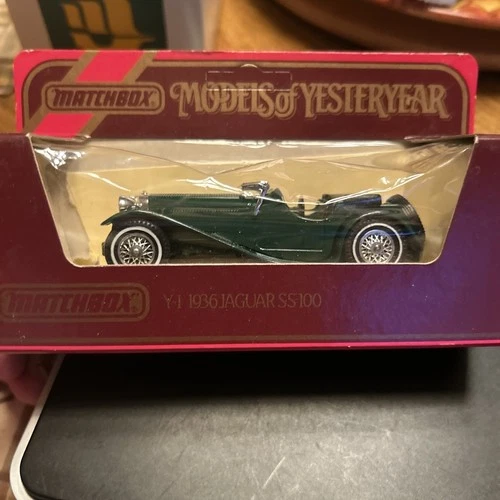 MATCHBOX
MODELS of YESTERYEAR
MATCHBOX
Y-1 1936 JAGUAR SS·100